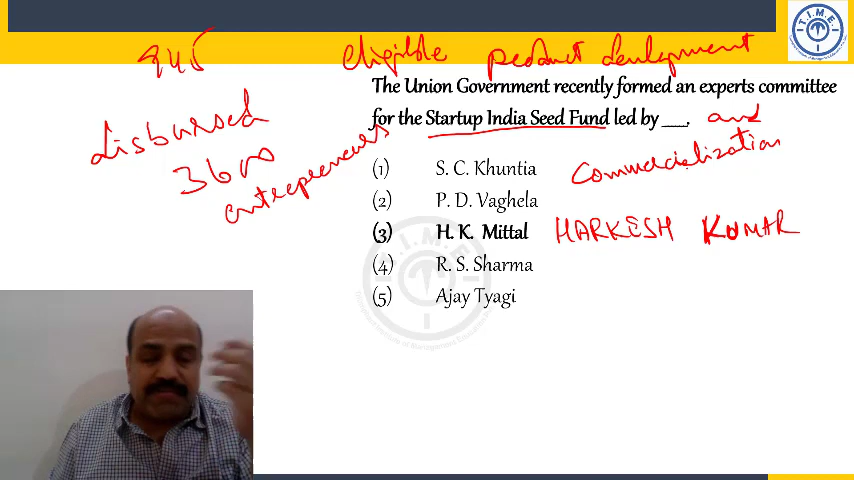 T.I.M.E.
945 eligible product development
The Union Government recently formed an experts committee
for the Startup India Seed Fund led by ___. and
commercialization
disbursed
3600
entrepreneurs
(1) S. C. Khuntia
(2) P. D. Vaghela
(3) H. K. Mittal HARKESH KUMAR
(4) R. S. Sharma
(5) Ajay Tyagi